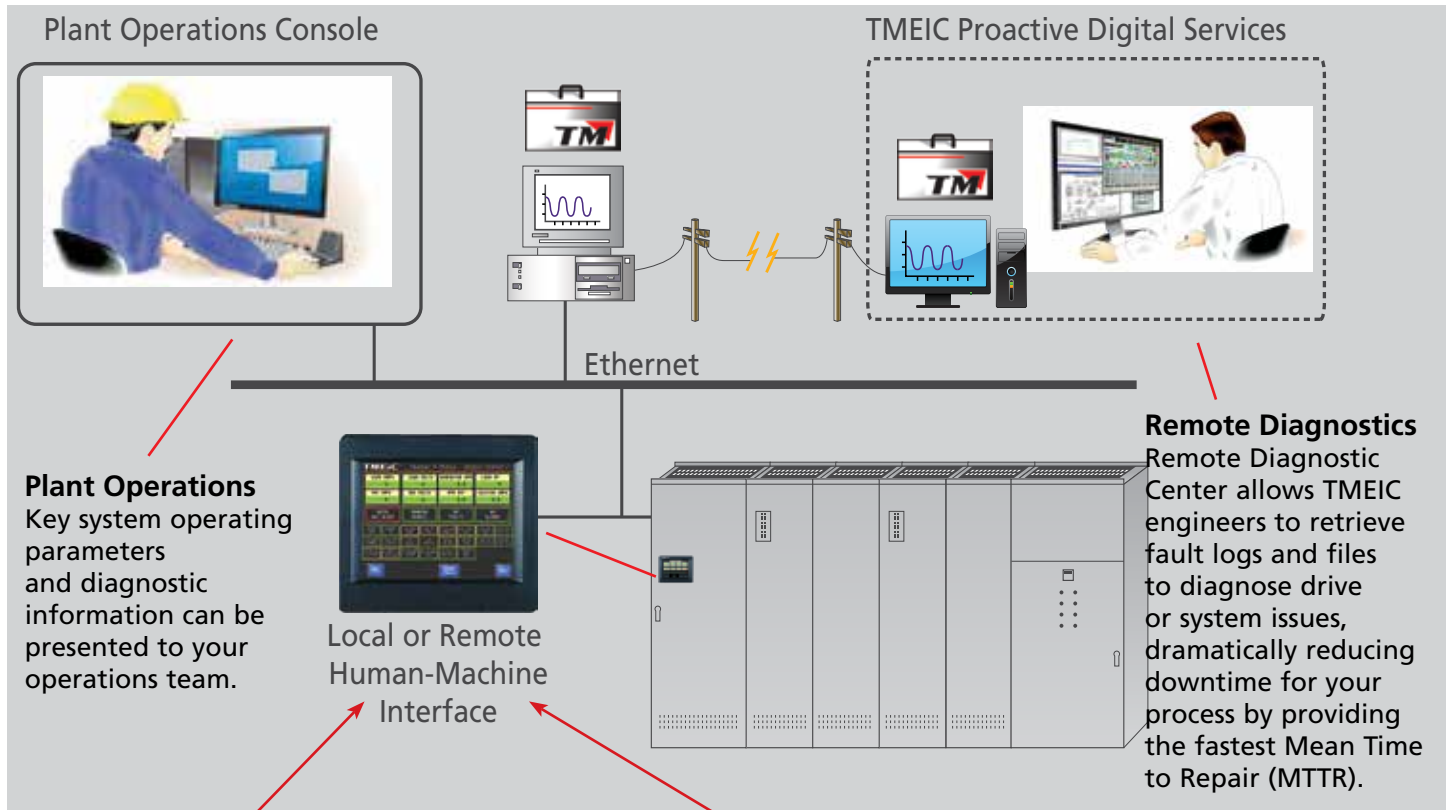 Plant Operations Console
TMEIC Proactive Digital Services
TM
TM
Ethernet
Plant Operations
Key system operating
parameters
and diagnostic
information can be
presented to your
operations team.
Local or Remote
Human-Machine
Interface
Remote Diagnostics
Remote Diagnostic
Center allows TMEIC
engineers to retrieve
fault logs and files
to diagnose drive
or system issues,
dramatically reducing
downtime for your
process by providing
the fastest Mean Time
to Repair (MTTR).